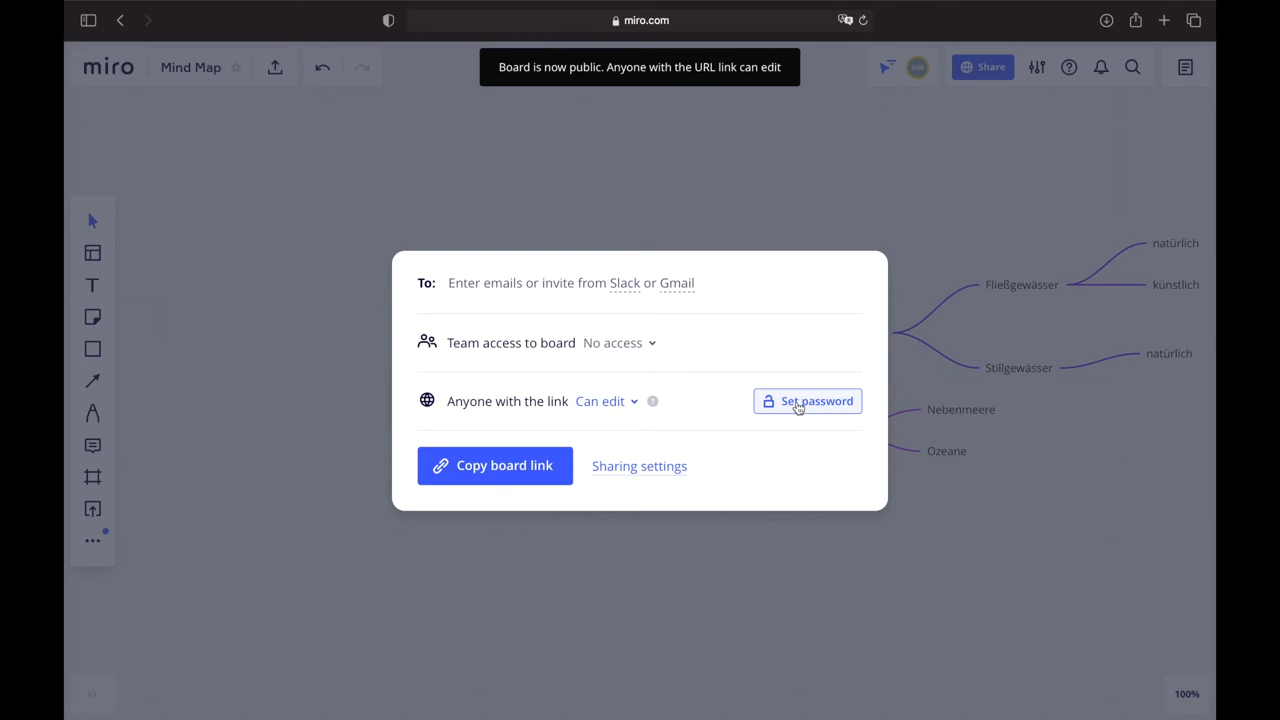 miro.com
miro
Mind Map
Board is now public. Anyone with the URL link can edit
NW
Share
To: Enter emails or invite from Slack or Gmail
Team access to board No access
Anyone with the link Can edit ?
Set password
Copy board link
Sharing settings
natürlich
Fließgewässer
künstlich
natürlich
Stillgewässer
Nebenmeere
Ozeane
100%